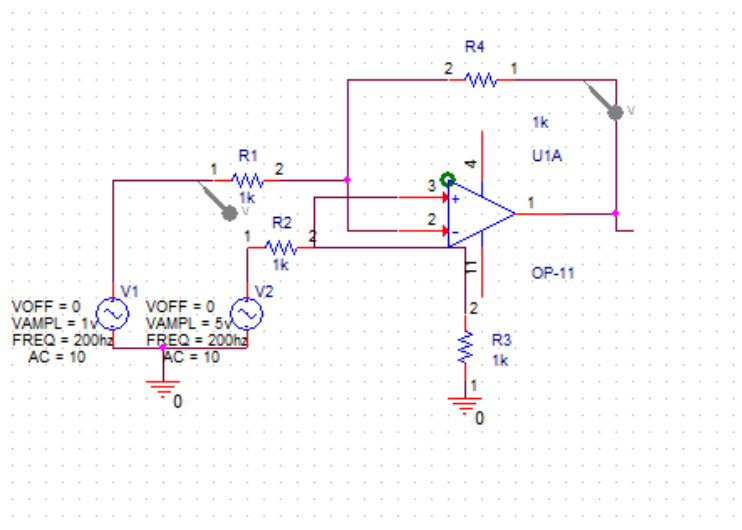 R4
2 1
1k
V
U1A
4
R1
1 2
1k
V
3
+
1
2
-
R2
1 2
1k
11
OP-11
V1
VOFF = 0
VAMPL = 1v
FREQ = 200hz
AC = 10
V2
VOFF = 0
VAMPL = 5v
FREQ = 200hz
AC = 10
2
R3
1k
1
0
0